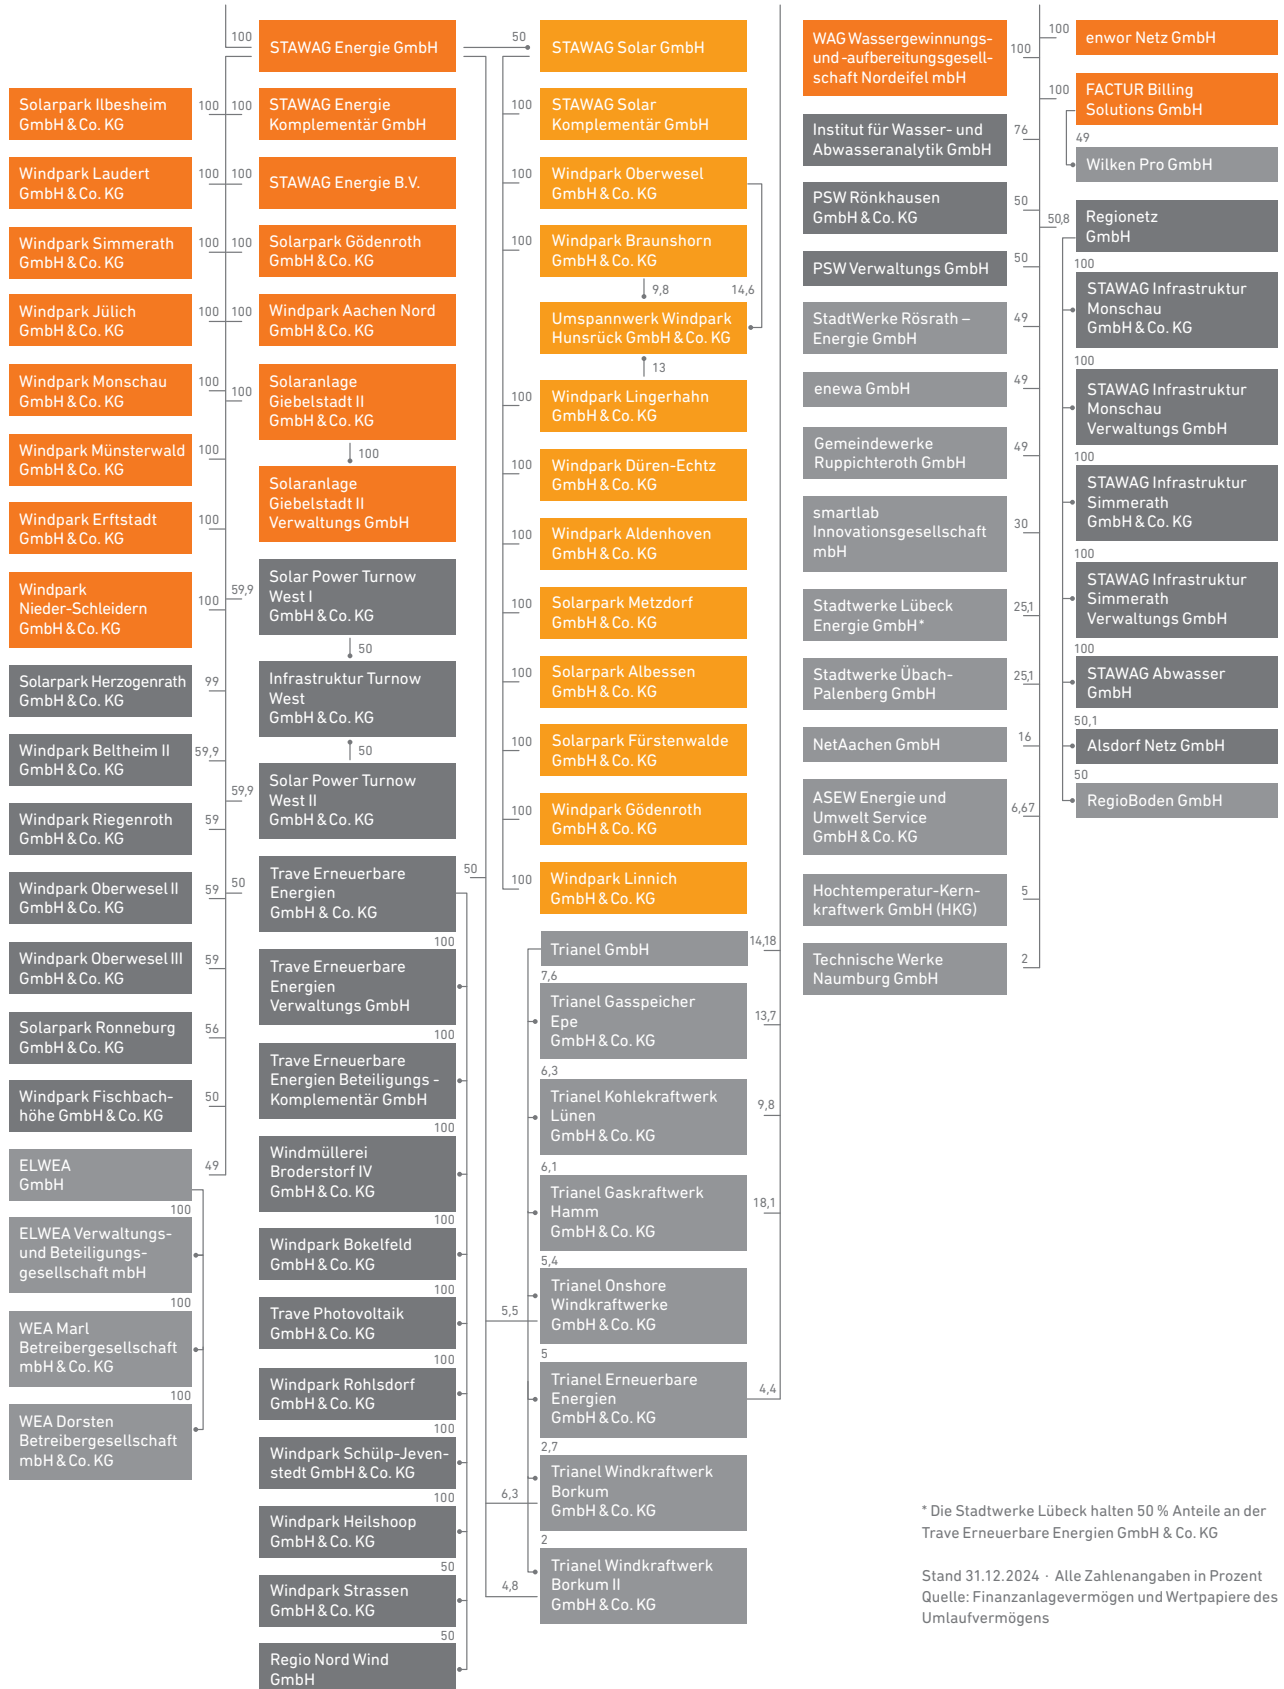 100
STAWAG Energie GmbH
Solarpark Ilbesheim
GmbH & Co. KG
100
100
STAWAG Energie
Komplementär GmbH
Windpark Laudert
GmbH & Co. KG
100
100
STAWAG Energie B.V.
Windpark Simmerath
GmbH & Co. KG
100
100
Solarpark Gödenroth
GmbH & Co. KG
Windpark Jülich
GmbH & Co. KG
100
100
Windpark Aachen Nord
GmbH & Co. KG
Windpark Monschau
GmbH & Co. KG
100
100
Solaranlage
Giebelstadt II
GmbH & Co. KG
100
Windpark Münsterwald
GmbH & Co. KG
100
Solaranlage
Giebelstadt II
Verwaltungs GmbH
Windpark Erftstadt
GmbH & Co. KG
100
Windpark
Nieder-Schleidern
GmbH & Co. KG
100
59,9
Solar Power Turnow
West I
GmbH & Co. KG
50
Solarpark Herzogenrath
GmbH & Co. KG
99
Infrastruktur Turnow
West
GmbH & Co. KG
50
Windpark Beltheim II
GmbH & Co. KG
59,9
59,9
Solar Power Turnow
West II
GmbH & Co. KG
Windpark Riegenroth
GmbH & Co. KG
59
Windpark Oberwesel II
GmbH & Co. KG
59
50
Trave Erneuerbare
Energien
GmbH & Co. KG
Windpark Oberwesel III
GmbH & Co. KG
59
100
Trave Erneuerbare
Energien
Verwaltungs GmbH
Solarpark Ronneburg
GmbH & Co. KG
56
100
Trave Erneuerbare
Energien Beteiligungs -
Komplementär GmbH
Windpark Fischbach-
höhe GmbH & Co. KG
50
100
Windmüllerei
Broderstorf IV
GmbH & Co. KG
ELWEA
GmbH
49
100
ELWEA Verwaltungs-
und Beteiligungs-
gesellschaft mbH
100
WEA Marl
Betreibergesellschaft
mbH & Co. KG
100
WEA Dorsten
Betreibergesellschaft
mbH & Co. KG
100
Windpark Bokelfeld
GmbH & Co. KG
100
Trave Photovoltaik
GmbH & Co. KG
100
Windpark Rohlsdorf
GmbH & Co. KG
100
Windpark Schülp-Jeven-
stedt GmbH & Co. KG
100
Windpark Heilshoop
GmbH & Co. KG
50
Windpark Strassen
GmbH & Co. KG
50
Regio Nord Wind
GmbH
50
STAWAG Solar GmbH
100
STAWAG Solar
Komplementär GmbH
100
Windpark Oberwesel
GmbH & Co. KG
100
Windpark Braunshorn
GmbH & Co. KG
9,8
14,6
Umspannwerk Windpark
Hunsrück GmbH & Co. KG
13
100
Windpark Lingerhahn
GmbH & Co. KG
100
Windpark Düren-Echtz
GmbH & Co. KG
100
Windpark Aldenhoven
GmbH & Co. KG
100
Solarpark Metzdorf
GmbH & Co. KG
100
Solarpark Albessen
GmbH & Co. KG
100
Solarpark Fürstenwalde
GmbH & Co. KG
100
Windpark Gödenroth
GmbH & Co. KG
50
100
Windpark Linnich
GmbH & Co. KG
Trianel GmbH
14,18
7,6
Trianel Gasspeicher
Epe
GmbH & Co. KG
13,7
6,3
Trianel Kohlekraftwerk
Lünen
GmbH & Co. KG
9,8
6,1
Trianel Gaskraftwerk
Hamm
GmbH & Co. KG
18,1
5,4
5,5
Trianel Onshore
Windkraftwerke
GmbH & Co. KG
5
Trianel Erneuerbare
Energien
GmbH & Co. KG
4,4
2,7
6,3
Trianel Windkraftwerk
Borkum
GmbH & Co. KG
2
4,8
Trianel Windkraftwerk
Borkum II
GmbH & Co. KG
WAG Wassergewinnungs-
und -aufbereitungsgesell-
schaft Nordeifel mbH
100
Institut für Wasser- und
Abwasseranalytik GmbH
76
PSW Rönkhausen
GmbH & Co. KG
50
PSW Verwaltungs GmbH
50
StadtWerke Rösrath –
Energie GmbH
49
enewa GmbH
49
Gemeindewerke
Ruppichteroth GmbH
49
smartlab
Innovationsgesellschaft
mbH
30
Stadtwerke Lübeck
Energie GmbH*
25,1
Stadtwerke Übach-
Palenberg GmbH
25,1
NetAachen GmbH
16
ASEW Energie und
Umwelt Service
GmbH & Co. KG
6,67
Hochtemperatur-Kern-
kraftwerk GmbH (HKG)
5
Technische Werke
Naumburg GmbH
2
100
enwor Netz GmbH
100
FACTUR Billing
Solutions GmbH
49
Wilken Pro GmbH
50,8
Regionetz
GmbH
100
STAWAG Infrastruktur
Monschau
GmbH & Co. KG
100
STAWAG Infrastruktur
Monschau
Verwaltungs GmbH
100
STAWAG Infrastruktur
Simmerath
GmbH & Co. KG
100
STAWAG Infrastruktur
Simmerath
Verwaltungs GmbH
100
STAWAG Abwasser
GmbH
50,1
Alsdorf Netz GmbH
50
RegioBoden GmbH
* Die Stadtwerke Lübeck halten 50 % Anteile an der
Trave Erneuerbare Energien GmbH & Co. KG
Stand 31.12.2024 · Alle Zahlenangaben in Prozent
Quelle: Finanzanlagevermögen und Wertpapiere des
Umlaufvermögens